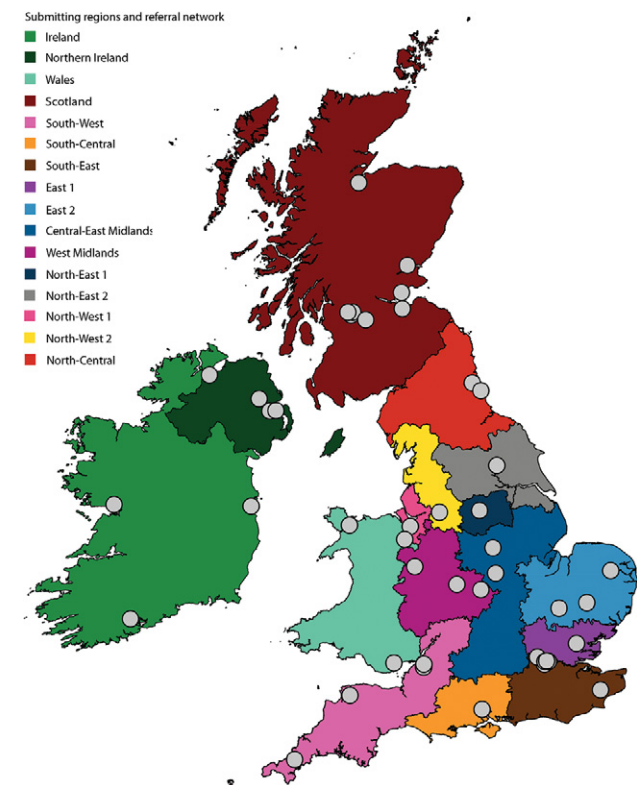 Submitting regions and referral network
Ireland
Northern Ireland
Wales
Scotland
South-West
South-Central
South-East
East 1
East 2
Central-East Midlands
West Midlands
North-East 1
North-East 2
North-West 1
North-West 2
North-Central